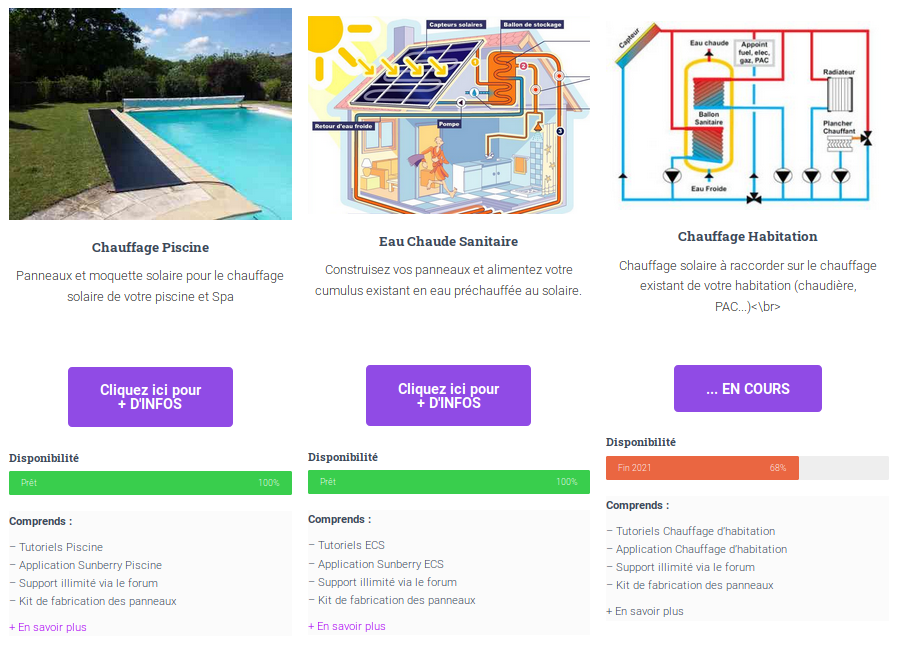 Chauffage Piscine
Panneaux et moquette solaire pour le chauffage
solaire de votre piscine et Spa
Cliquez ici pour
+ D'INFOS
Disponibilité
Prêt 100%
Comprends :
– Tutoriels Piscine
– Application Sunberry Piscine
– Support illimité via le forum
– Kit de fabrication des panneaux
+ En savoir plus
Capteurs solaires
Ballon de stockage
1
2
3
4
Retour d'eau froide
Pompe
Eau Chaude Sanitaire
Construisez vos panneaux et alimentez votre
cumulus existant en eau préchauffée au solaire.
Cliquez ici pour
+ D'INFOS
Disponibilité
Prêt 100%
Comprends :
– Tutoriels ECS
– Application Sunberry ECS
– Support illimité via le forum
– Kit de fabrication des panneaux
+ En savoir plus
Capteur
Eau chaude
Appoint
fuel, elec,
gaz, PAC
Radiateur
Ballon
Sanitaire
Plancher
Chauffant
Eau Froide
Chauffage Habitation
Chauffage solaire à raccorder sur le chauffage
existant de votre habitation (chaudière,
PAC...)<\br>
... EN COURS
Disponibilité
Fin 2021 68%
Comprends :
– Tutoriels Chauffage d’habitation
– Application Chauffage d’habitation
– Support illimité via le forum
– Kit de fabrication des panneaux
+ En savoir plus